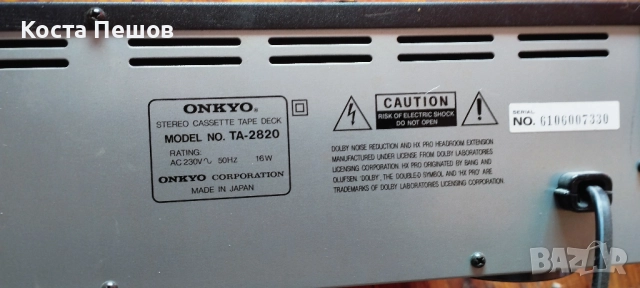 Коста Пешов
ONKYO®
STEREO CASSETTE TAPE DECK
MODEL NO. TA-2820
RATING:
AC 230V ∿ 50HZ 16W
ONKYO CORPORATION
MADE IN JAPAN
CAUTION
RISK OF ELECTRIC SHOCK
DO NOT OPEN
DOLBY NOISE REDUCTION AND HX PRO HEADROOM EXTENSION
MANUFACTURED UNDER LICENSE FROM DOLBY LABORATORIES
LICENSING CORPORATION. HX PRO ORIGINATED BY BANG AND
OLUFSEN. 'DOLBY', THE DOUBLE-D SYMBOL AND 'HX PRO' ARE
TRADEMARKS OF DOLBY LABORATORIES LICENSING CORPORATION.
SERIAL
NO. 6106007330
BAZAR